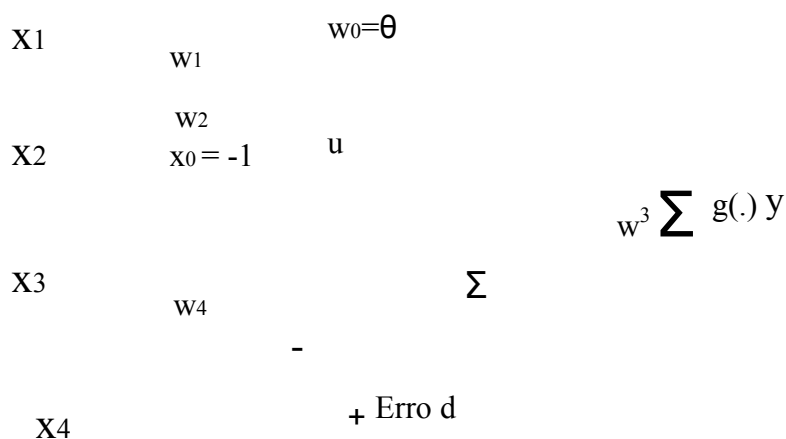 x1
w1
w0=θ
w2
x2
x0 = -1
u
w³ Σ g(.) y
x3
w4
Σ
-
x4
+ Erro d